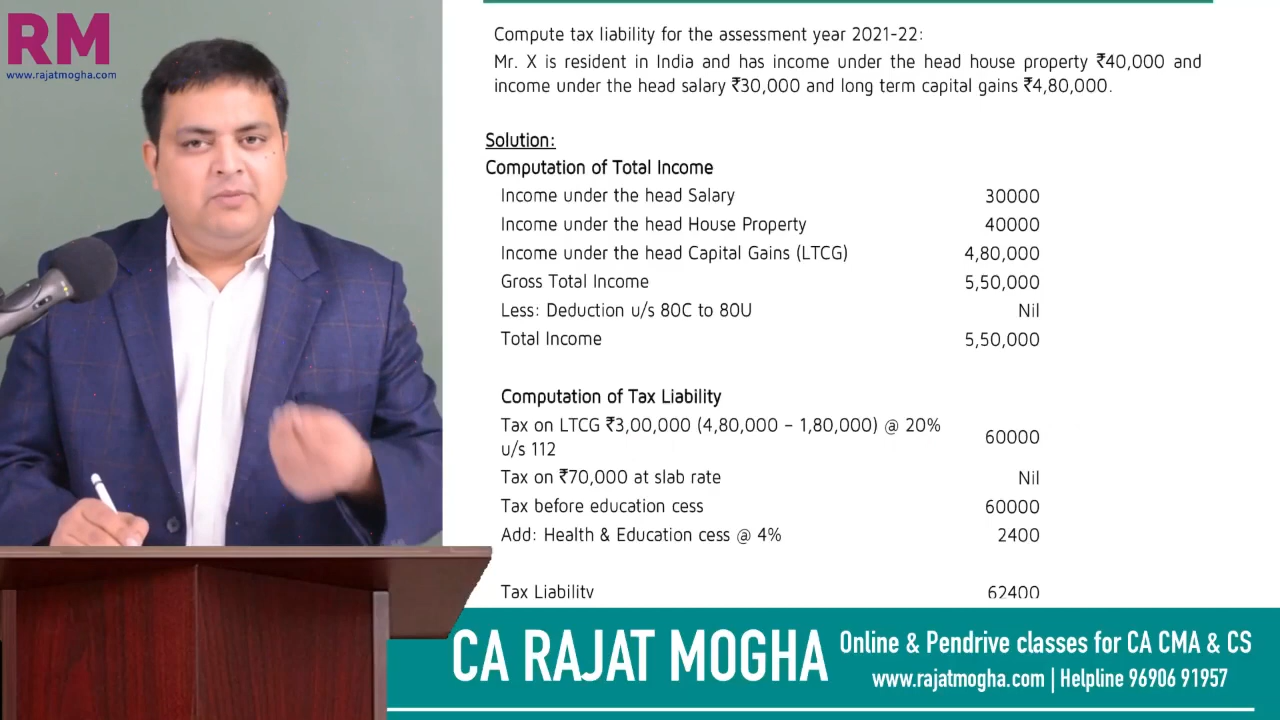 RM
www.rajatmogha.com
Compute tax liability for the assessment year 2021-22:
Mr. X is resident in India and has income under the head house property ₹40,000 and
income under the head salary ₹30,000 and long term capital gains ₹4,80,000.
Solution:
Computation of Total Income
Income under the head Salary 30000
Income under the head House Property 40000
Income under the head Capital Gains (LTCG) 4,80,000
Gross Total Income 5,50,000
Less: Deduction u/s 80C to 80U Nil
Total Income 5,50,000
Computation of Tax Liability
Tax on LTCG ₹3,00,000 (4,80,000 – 1,80,000) @ 20%
u/s 112 60000
Tax on ₹70,000 at slab rate Nil
Tax before education cess 60000
Add: Health & Education cess @ 4% 2400
Tax Liability 62400
CA RAJAT MOGHA
Online & Pendrive classes for CA CMA & CS
www.rajatmogha.com | Helpline 96906 91957